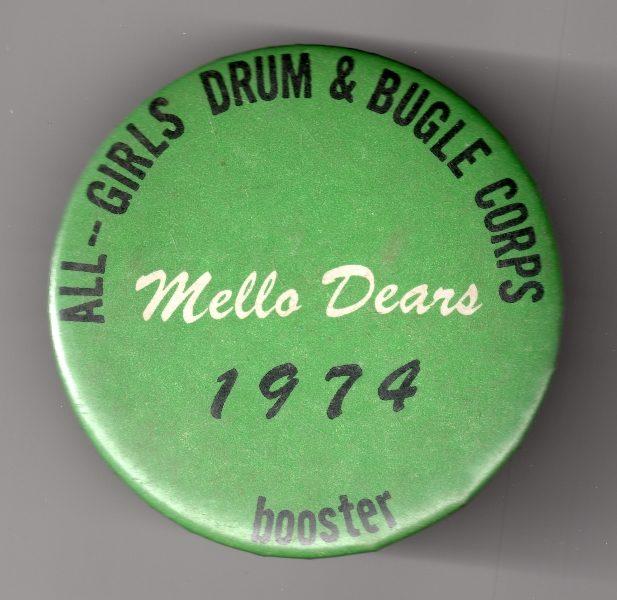 ALL--GIRLS DRUM & BUGLE CORPS
Mello Dears
1974
booster